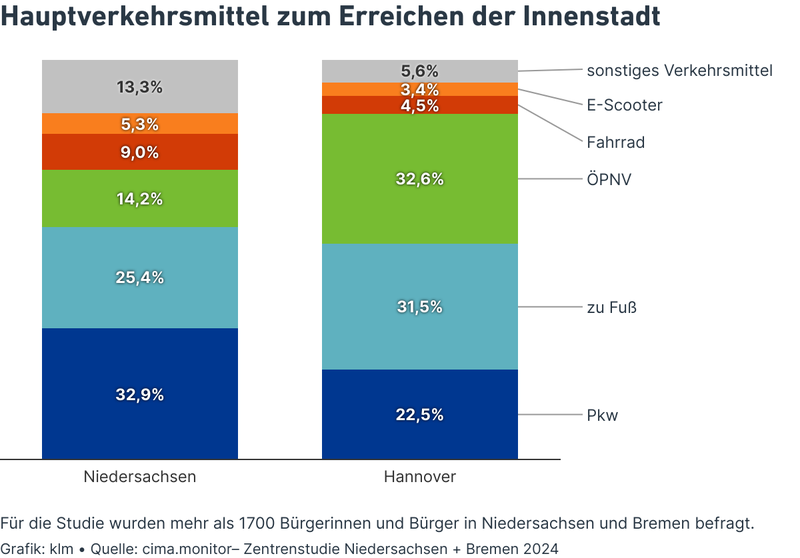 Hauptverkehrsmittel zum Erreichen der Innenstadt
13,3%
5,3%
9,0%
14,2%
25,4%
32,9%
Niedersachsen
5,6%
3,4%
4,5%
32,6%
31,5%
22,5%
Hannover
sonstiges Verkehrsmittel
E-Scooter
Fahrrad
ÖPNV
zu Fuß
Pkw
Für die Studie wurden mehr als 1700 Bürgerinnen und Bürger in Niedersachsen und Bremen befragt.
Grafik: klm • Quelle: cima.monitor– Zentrenstudie Niedersachsen + Bremen 2024